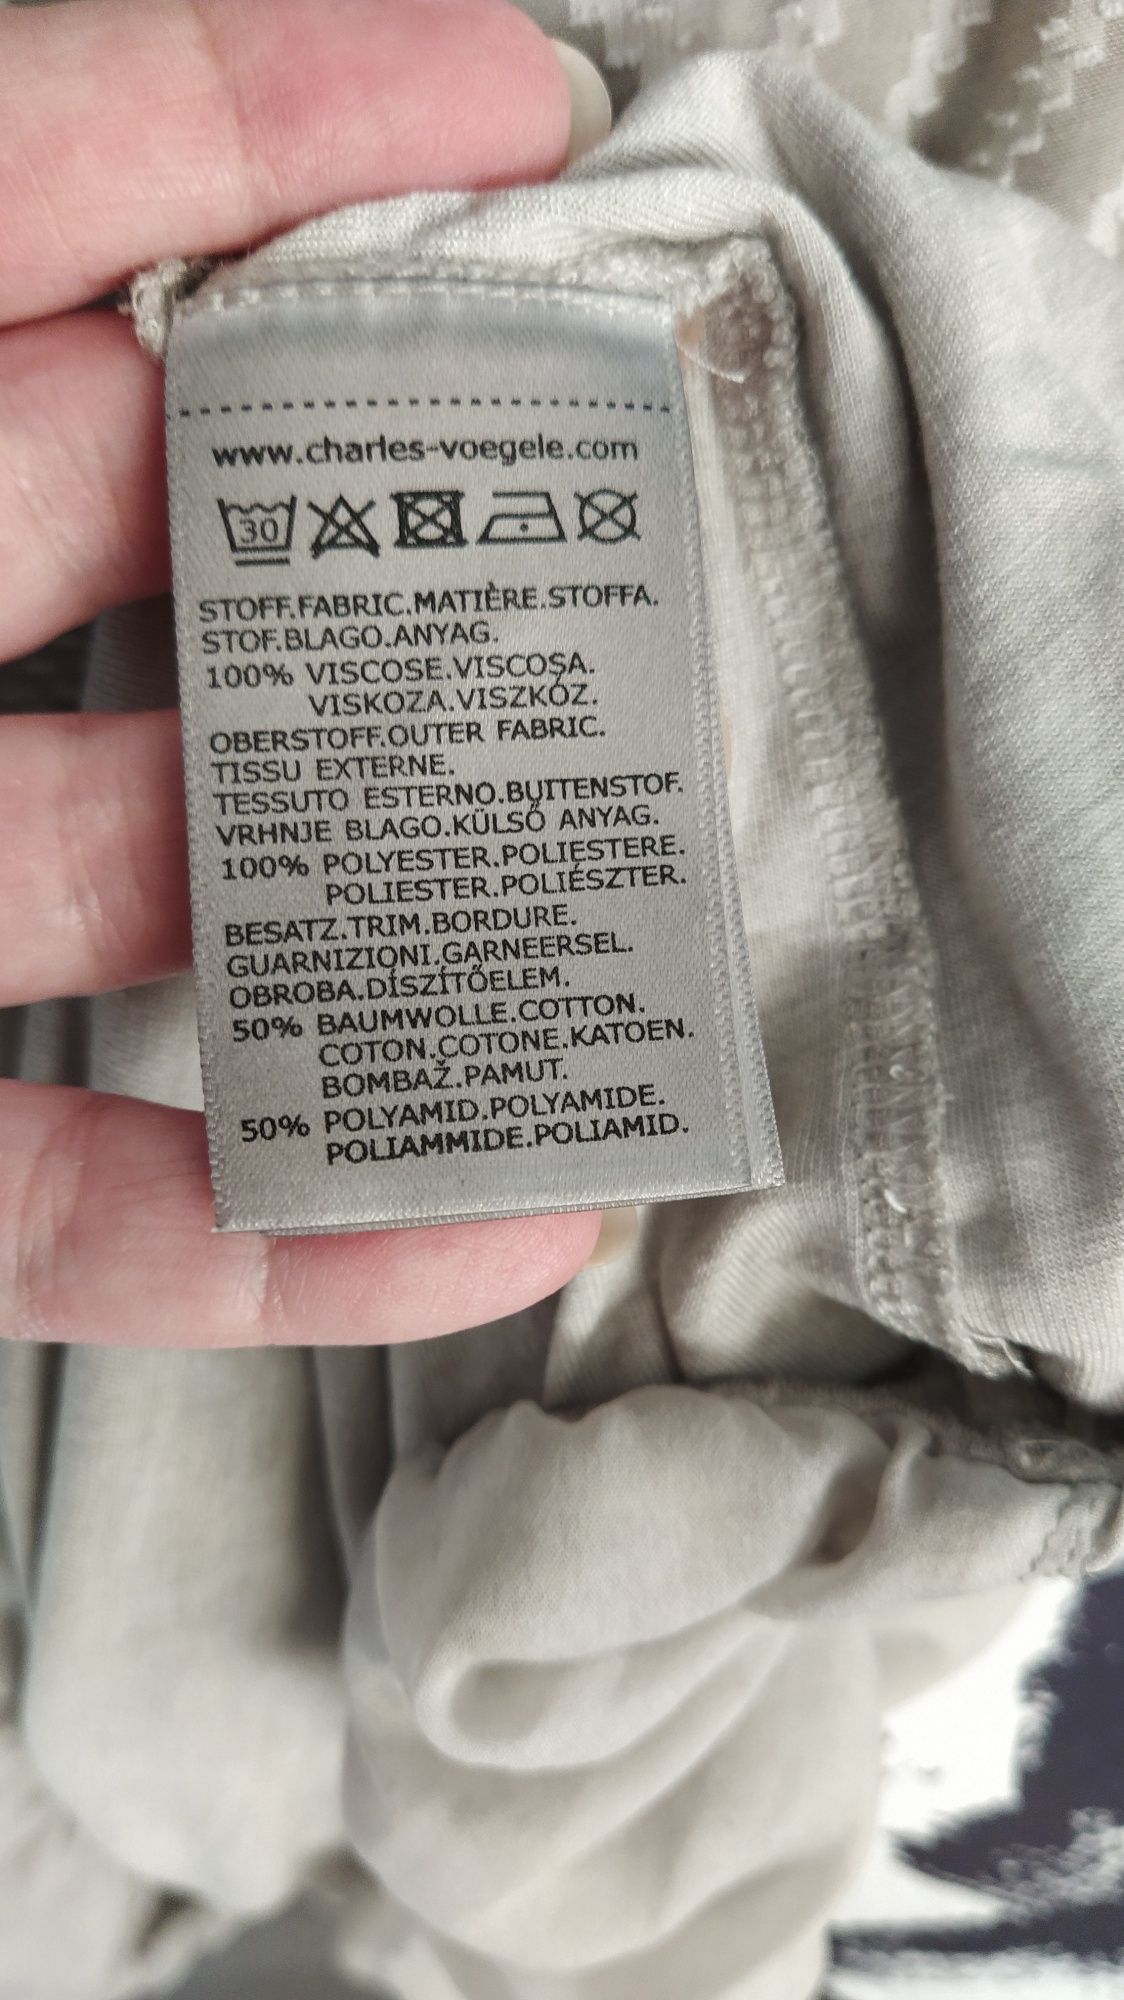 www.charles-voegele.com
30
STOFF.FABRIC.MATIÈRE.STOFFA.
STOF.BLAGO.ANYAG.
100% VISCOSE.VISCOSA.
VISKOZA.VISZKÓZ.
OBERSTOFF.OUTER FABRIC.
TISSU EXTERNE.
TESSUTO ESTERNO.BUITENSTOF.
VRHNJE BLAGO.KÜLSŐ ANYAG.
100% POLYESTER.POLIESTERE.
POLIESTER.POLIÉSZTER.
BESATZ.TRIM.BORDURE.
GUARNIZIONI.GARNEERSEL.
OBROBA.DÍSZÍTŐELEM.
50% BAUMWOLLE.COTTON.
COTON.COTONE.KATOEN.
BOMBAŽ.PAMUT.
50% POLYAMID.POLYAMIDE.
POLIAMMIDE.POLIAMID.